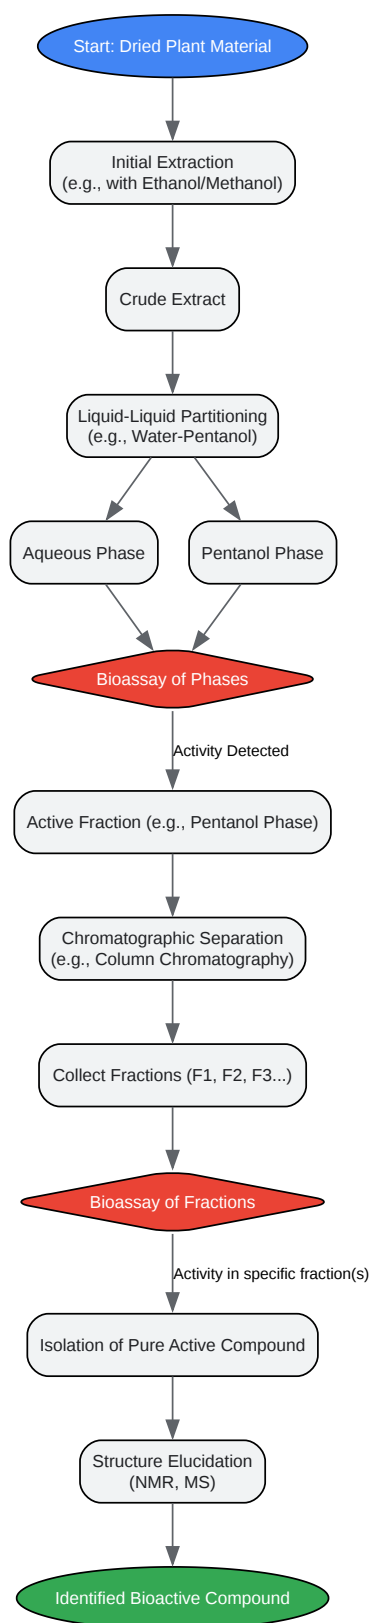 Start: Dried Plant Material
Initial Extraction
(e.g., with Ethanol/Methanol)
Crude Extract
Liquid-Liquid Partitioning
(e.g., Water-Pentanol)
Aqueous Phase
Pentanol Phase
Bioassay of Phases
Activity Detected
Active Fraction (e.g., Pentanol Phase)
Chromatographic Separation
(e.g., Column Chromatography)
Collect Fractions (F1, F2, F3...)
Bioassay of Fractions
Activity in specific fraction(s)
Isolation of Pure Active Compound
Structure Elucidation
(NMR, MS)
Identified Bioactive Compound